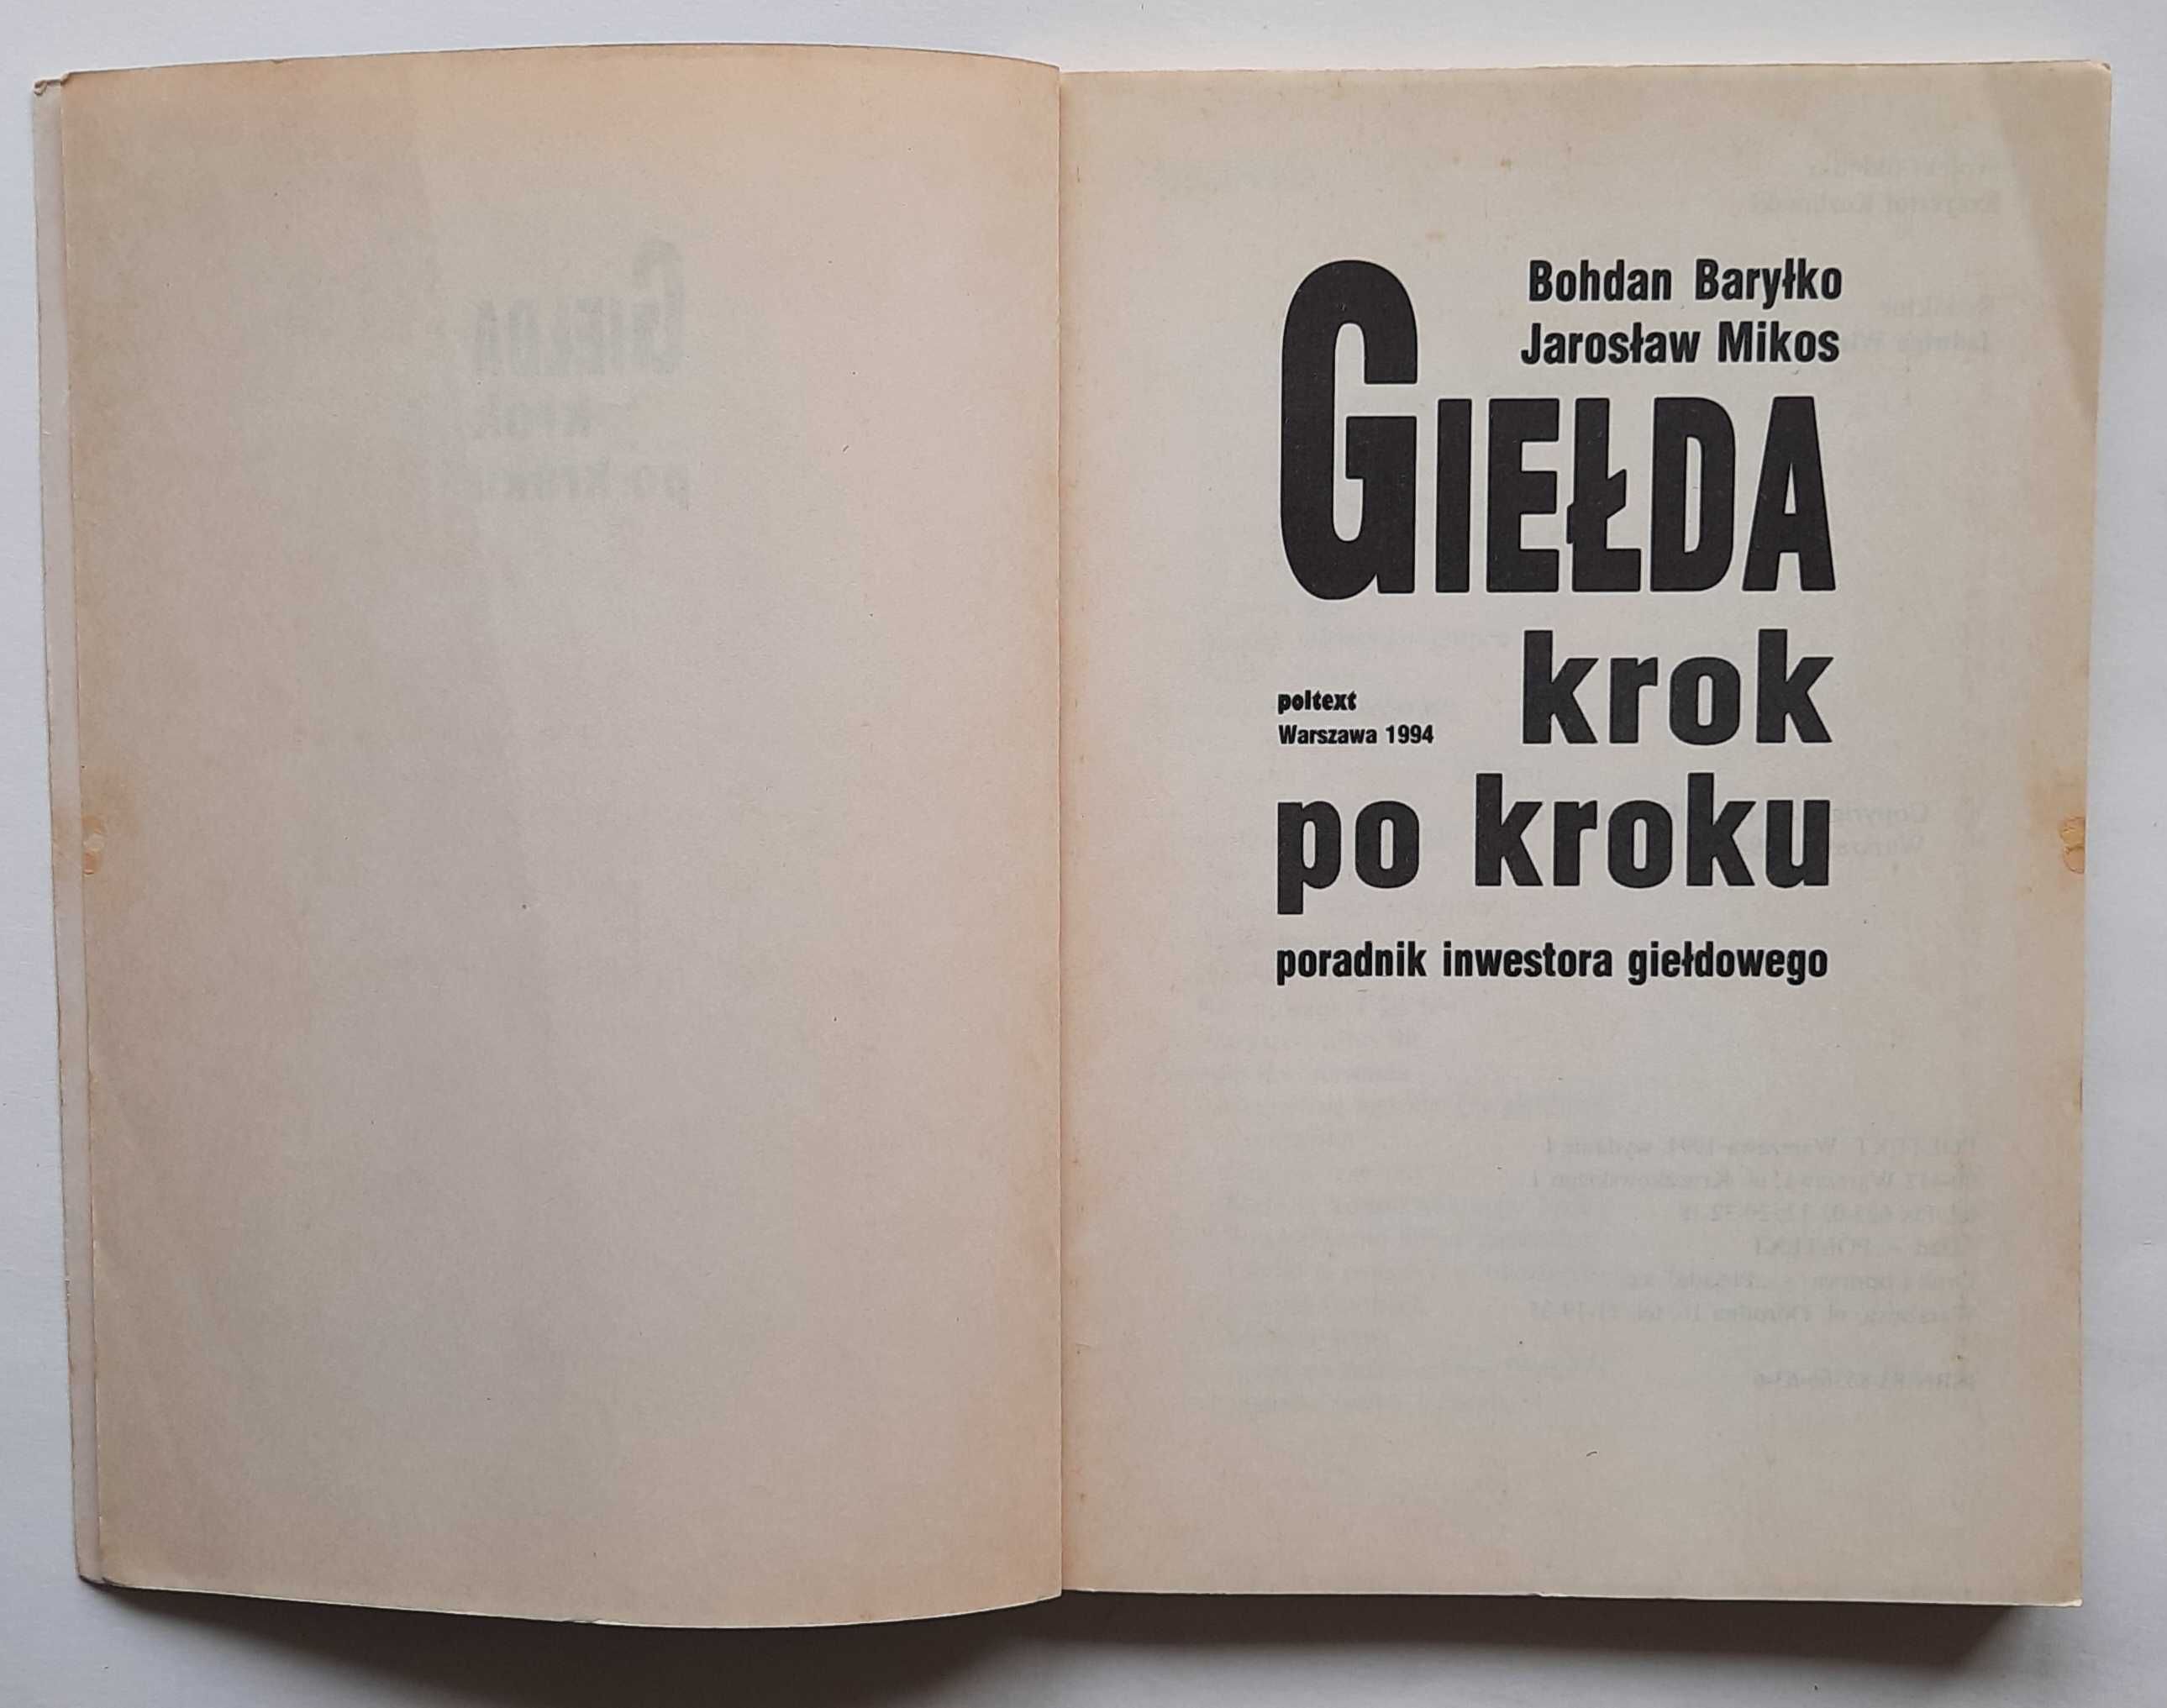 Bohdan Baryłko
Jarosław Mikos
GIEŁDA
krok
poltext
Warszawa 1994
po kroku
poradnik inwestora giełdowego